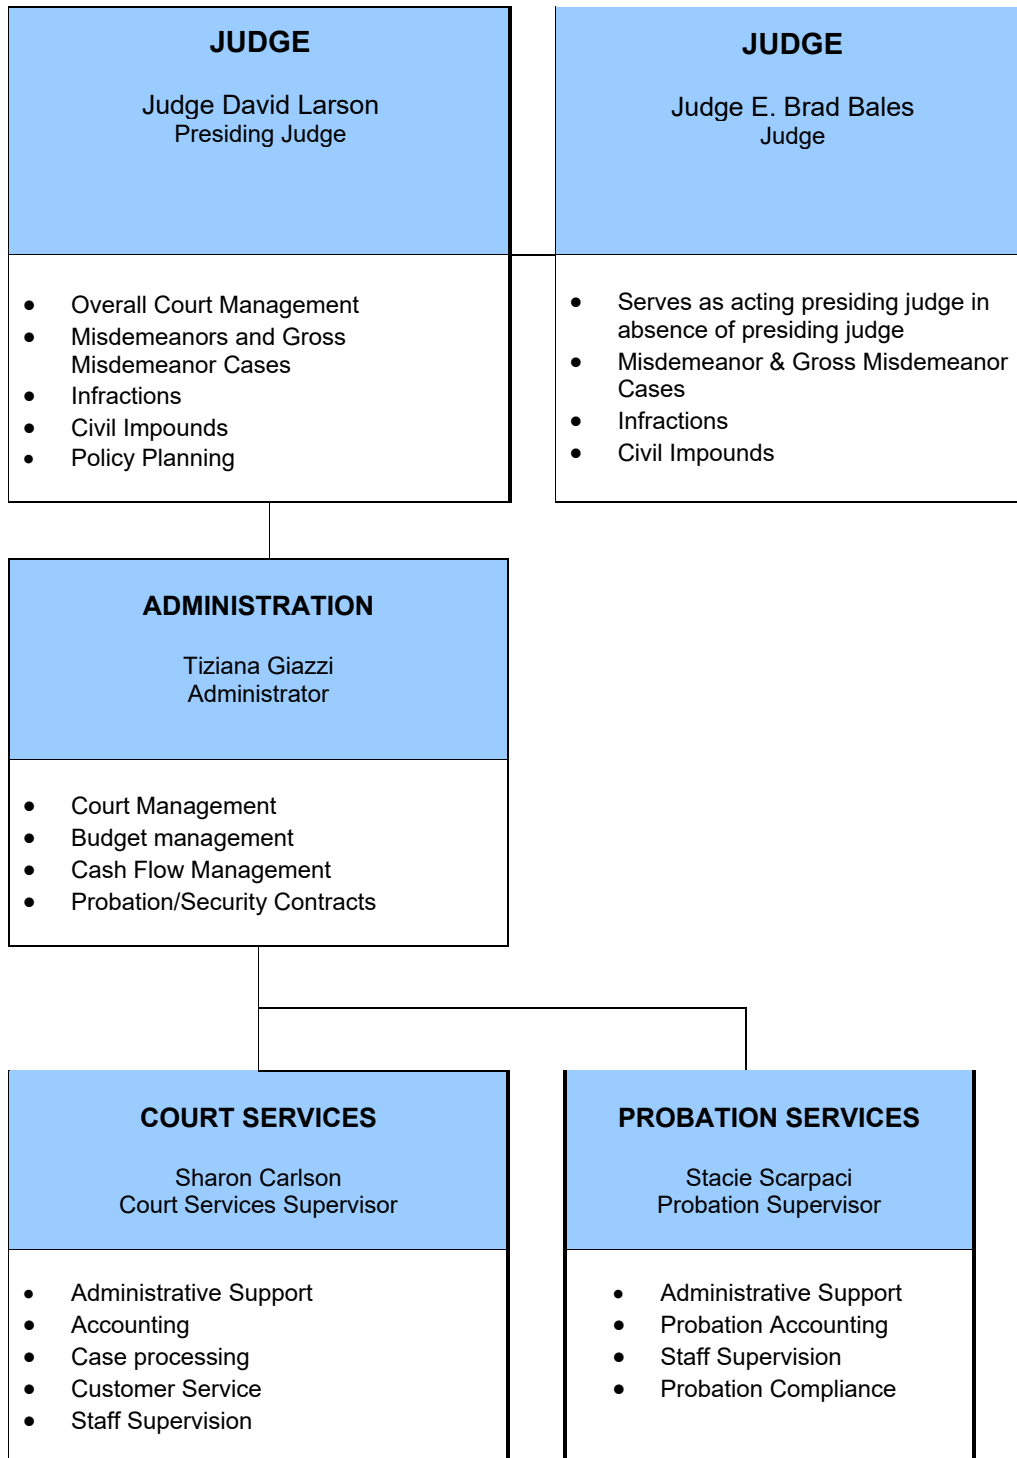 JUDGE
Judge David Larson
Presiding Judge
• Overall Court Management
• Misdemeanors and Gross
Misdemeanor Cases
• Infractions
• Civil Impounds
• Policy Planning
JUDGE
Judge E. Brad Bales
Judge
• Serves as acting presiding judge in
absence of presiding judge
• Misdemeanor & Gross Misdemeanor
Cases
• Infractions
• Civil Impounds
ADMINISTRATION
Tiziana Giazzi
Administrator
• Court Management
• Budget management
• Cash Flow Management
• Probation/Security Contracts
COURT SERVICES
Sharon Carlson
Court Services Supervisor
• Administrative Support
• Accounting
• Case processing
• Customer Service
• Staff Supervision
PROBATION SERVICES
Stacie Scarpaci
Probation Supervisor
• Administrative Support
• Probation Accounting
• Staff Supervision
• Probation Compliance